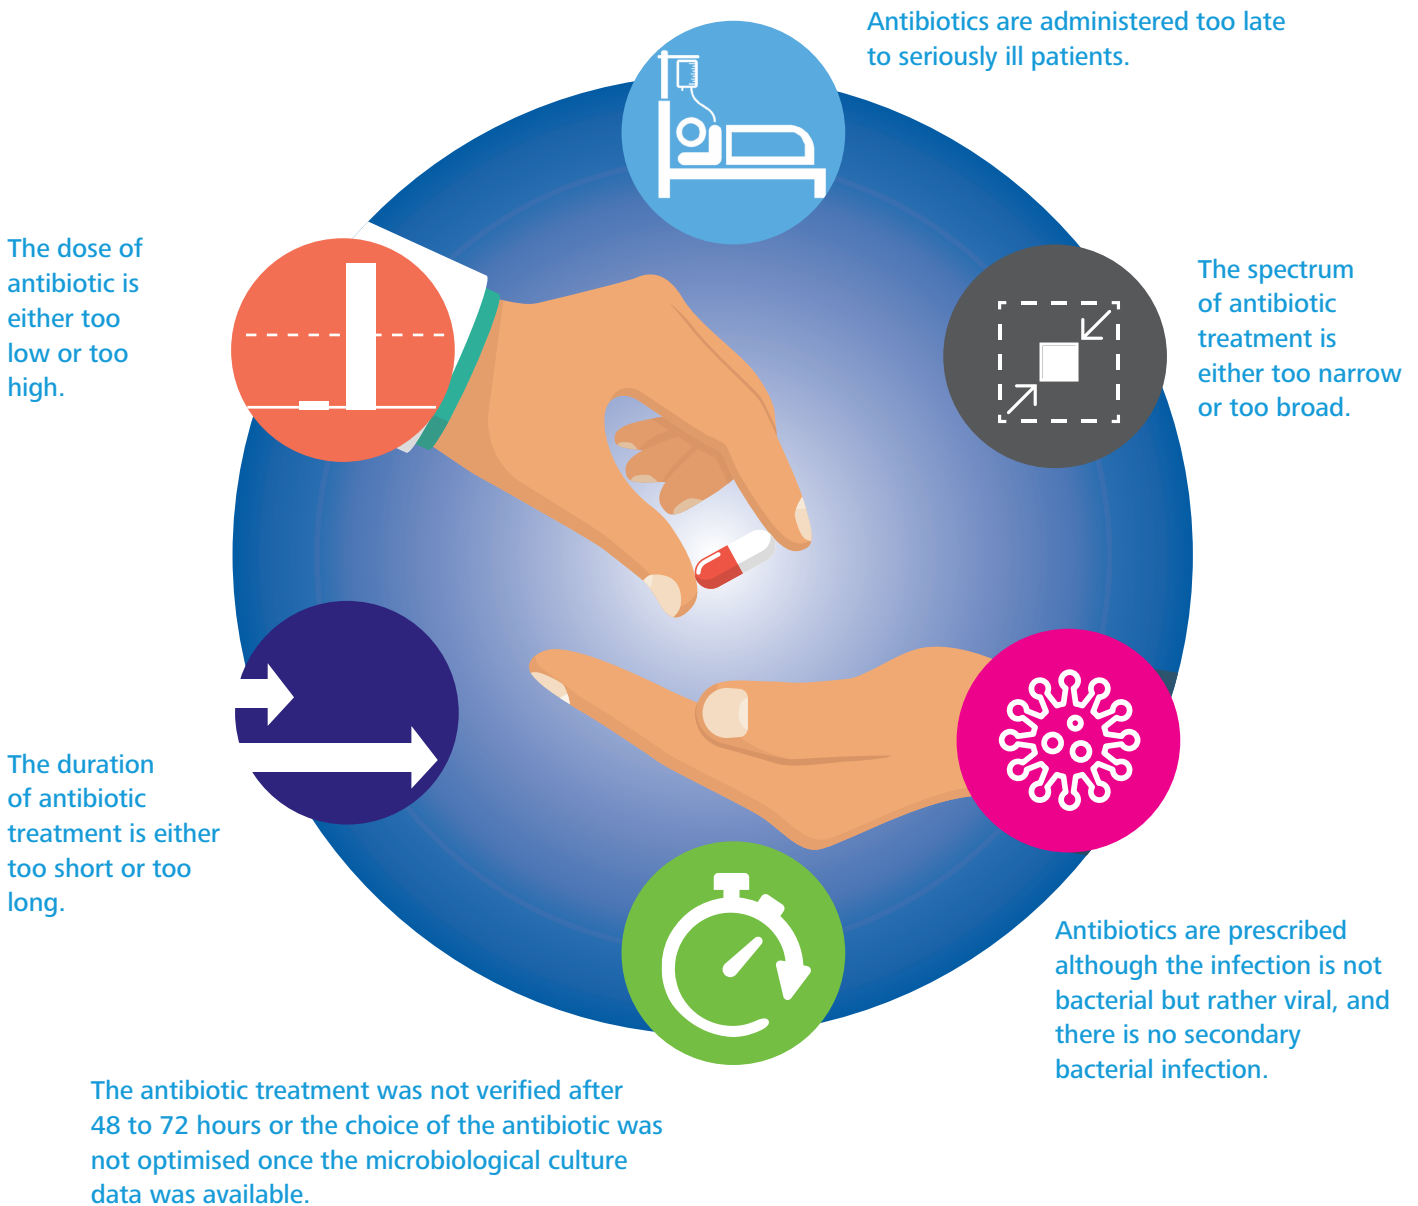 Antibiotics are administered too late
to seriously ill patients.
The dose of
antibiotic is
either too
low or too
high.
The spectrum
of antibiotic
treatment is
either too narrow
or too broad.
The duration
of antibiotic
treatment is either
too short or too
long.
Antibiotics are prescribed
although the infection is not
bacterial but rather viral, and
there is no secondary
bacterial infection.
The antibiotic treatment was not verified after
48 to 72 hours or the choice of the antibiotic was
not optimised once the microbiological culture
data was available.